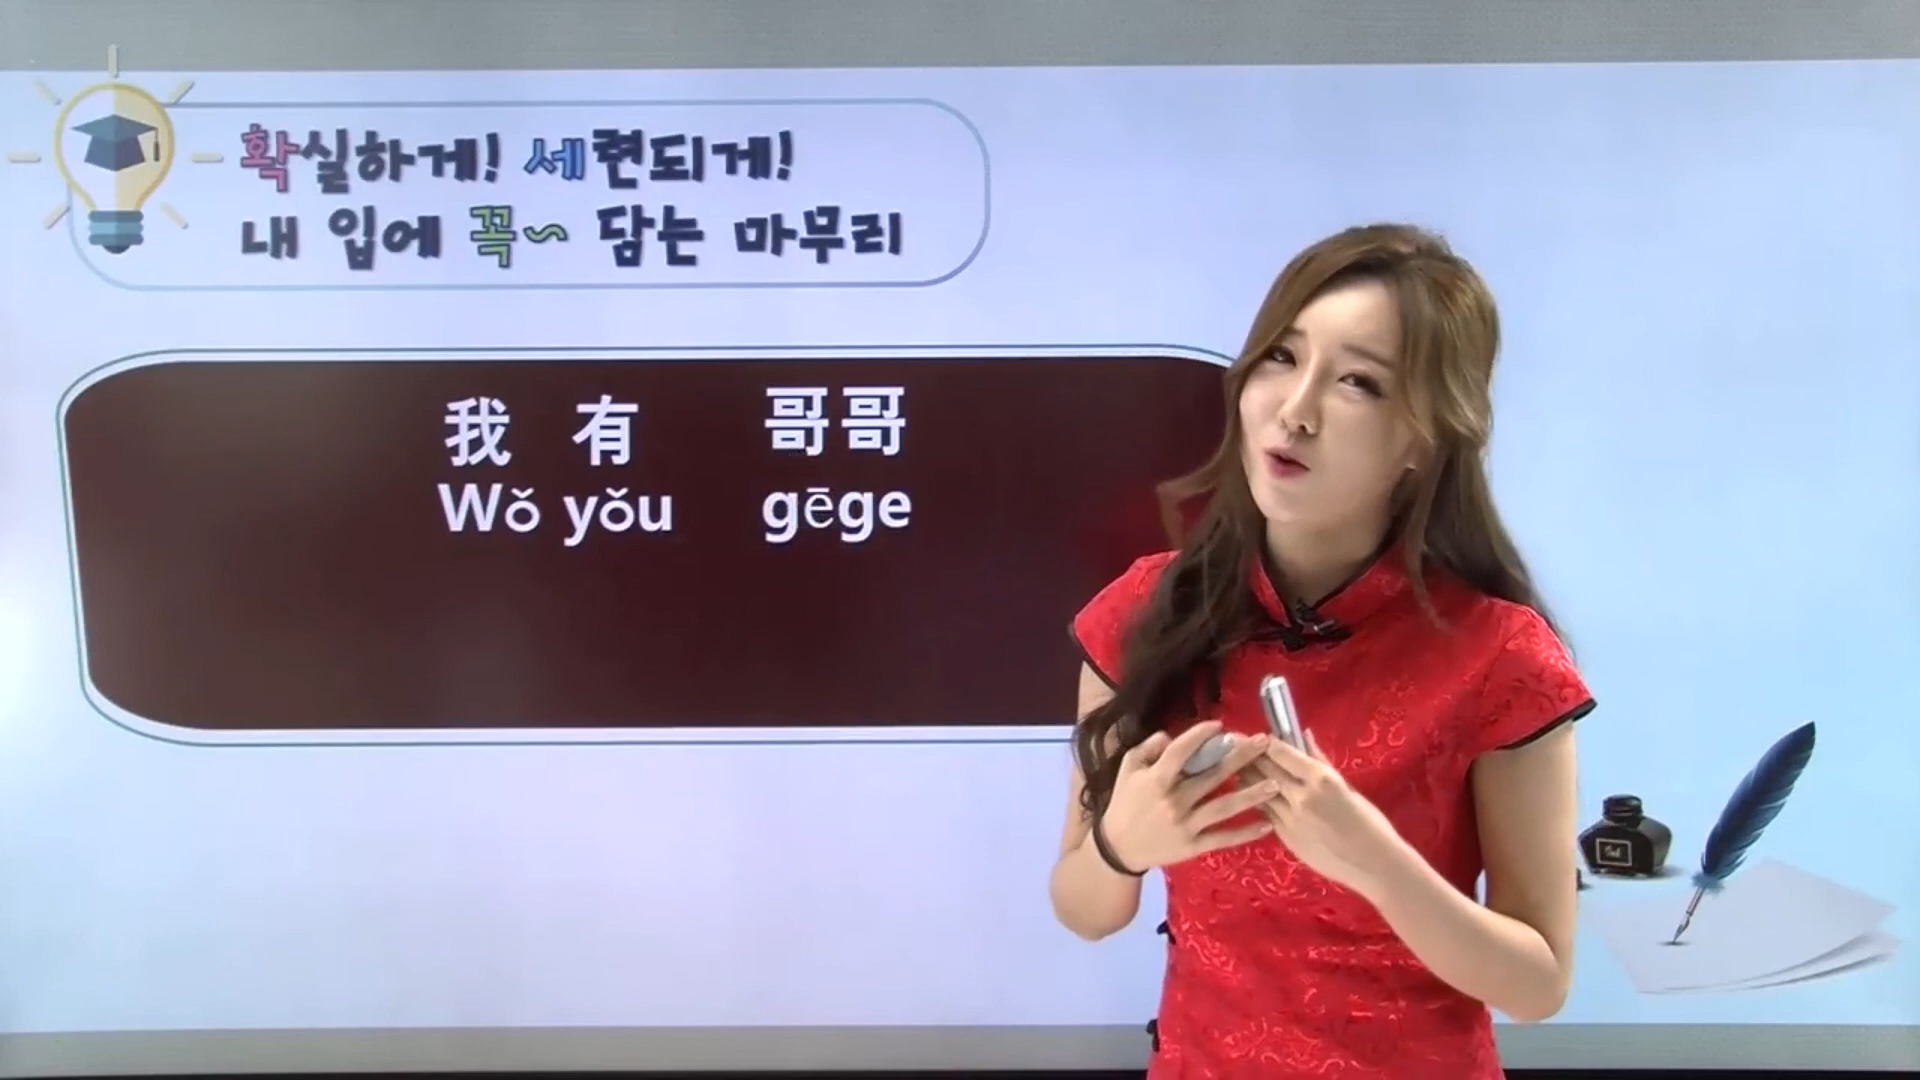 확실하게! 세련되게!
내 입에 꼭~ 담는 마무리
我 有 哥哥
Wǒ yǒu gēge
Ink